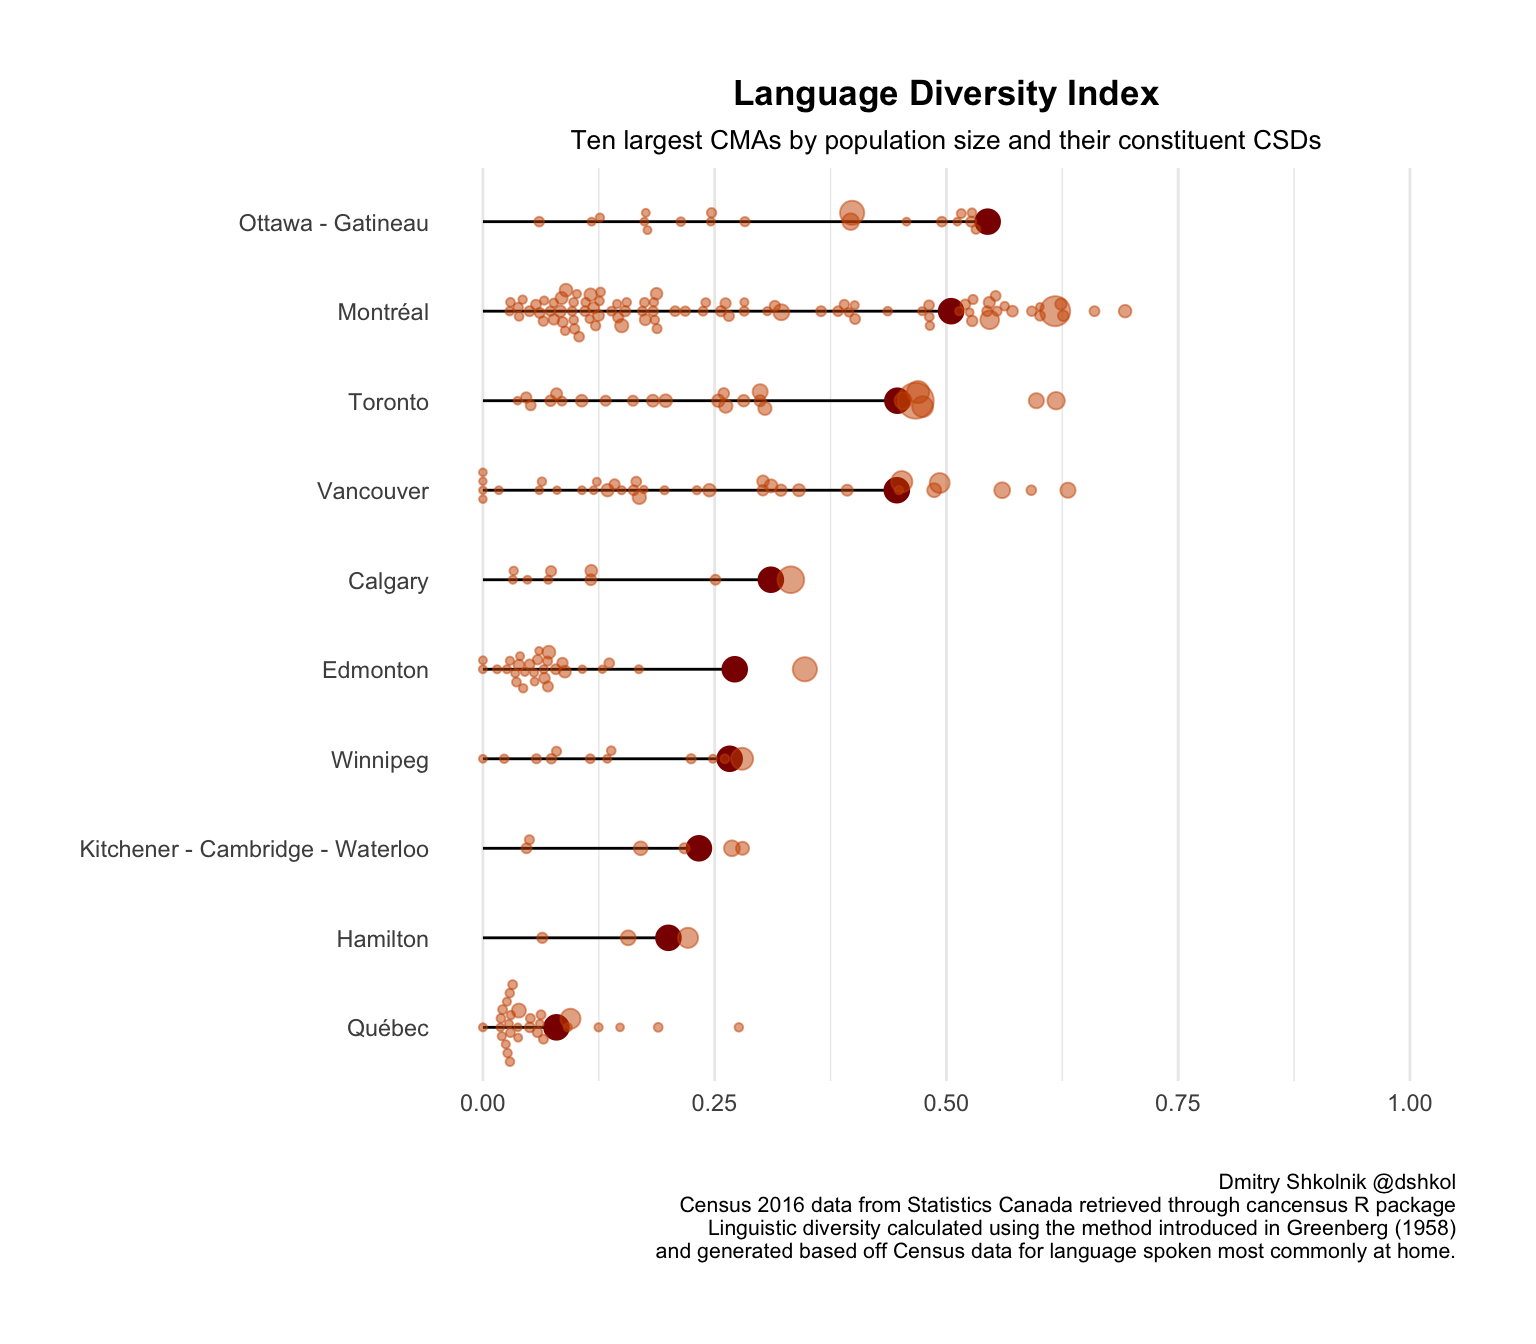 Language Diversity Index
Ten largest CMAs by population size and their constituent CSDs
Ottawa - Gatineau
Montréal
Toronto
Vancouver
Calgary
Edmonton
Winnipeg
Kitchener - Cambridge - Waterloo
Hamilton
Québec
0.00 0.25 0.50 0.75 1.00
Dmitry Shkolnik @dshkol
Census 2016 data from Statistics Canada retrieved through cancensus R package
Linguistic diversity calculated using the method introduced in Greenberg (1958)
and generated based off Census data for language spoken most commonly at home.